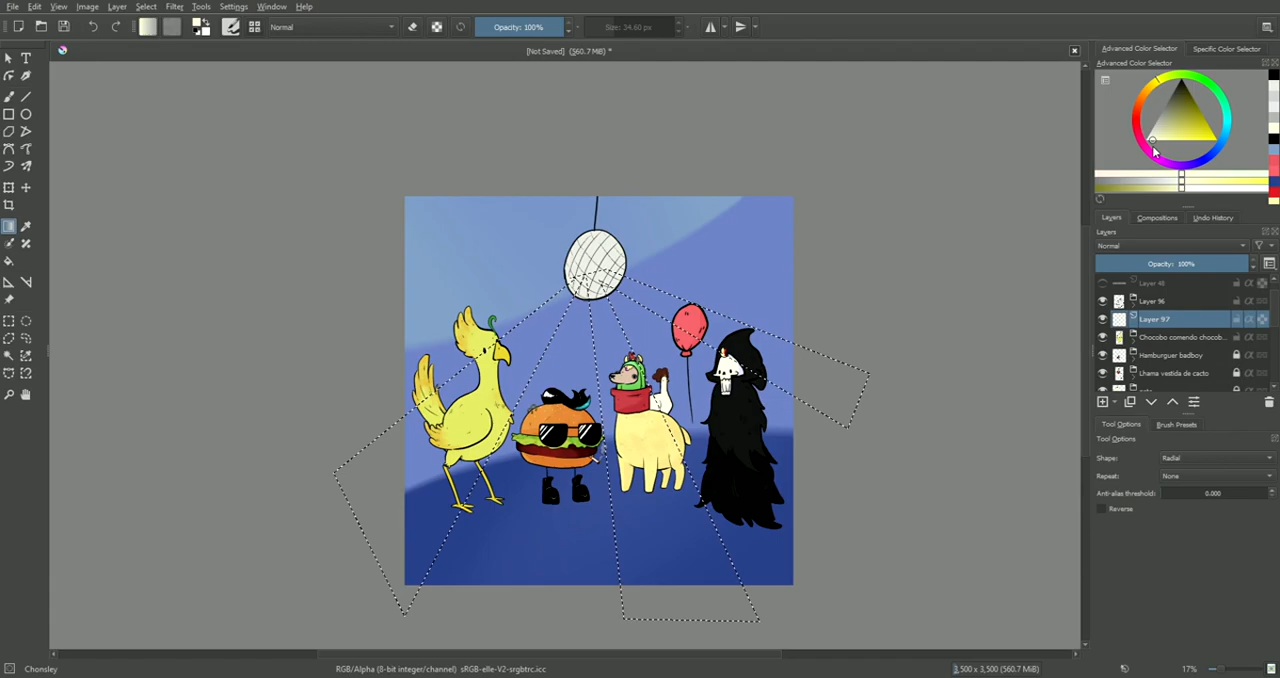 File Edit View Image Layer Select Filter Tools Settings Window Help
Normal Opacity: 100% Size: 34.60 px
[Not Saved] (560.7 MiB) *
Advanced Color Selector Specific Color Selector
Advanced Color Selector
Layers Compositions Undo History
Layers
Normal
Opacity: 100%
Layer 48
Layer 96
Layer 97
Chocobo comendo chocob...
Hamburguer badboy
Lhama vestida de cacto
Tool Options Brush Presets
Tool Options
Shape: Radial
Repeat: None
Anti-alias threshold: 0.000
Reverse
Chonsley RGB/Alpha (8-bit integer/channel) sRGB-elle-V2-srgbtrc.icc 3,500 x 3,500 (560.7 MiB) 17%